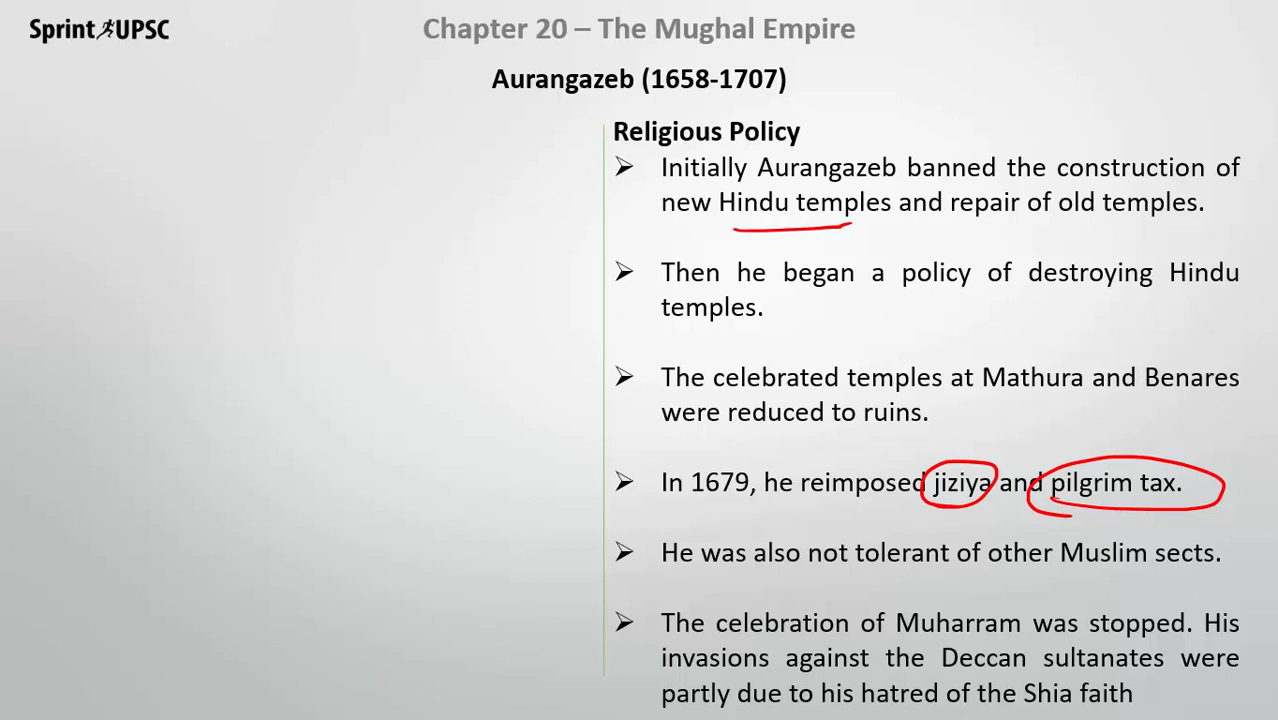 Sprint UPSC
Chapter 20 – The Mughal Empire
Aurangazeb (1658-1707)
Religious Policy
➢ Initially Aurangazeb banned the construction of
new Hindu temples and repair of old temples.
➢ Then he began a policy of destroying Hindu
temples.
➢ The celebrated temples at Mathura and Benares
were reduced to ruins.
➢ In 1679, he reimposed jiziya and pilgrim tax.
➢ He was also not tolerant of other Muslim sects.
➢ The celebration of Muharram was stopped. His
invasions against the Deccan sultanates were
partly due to his hatred of the Shia faith